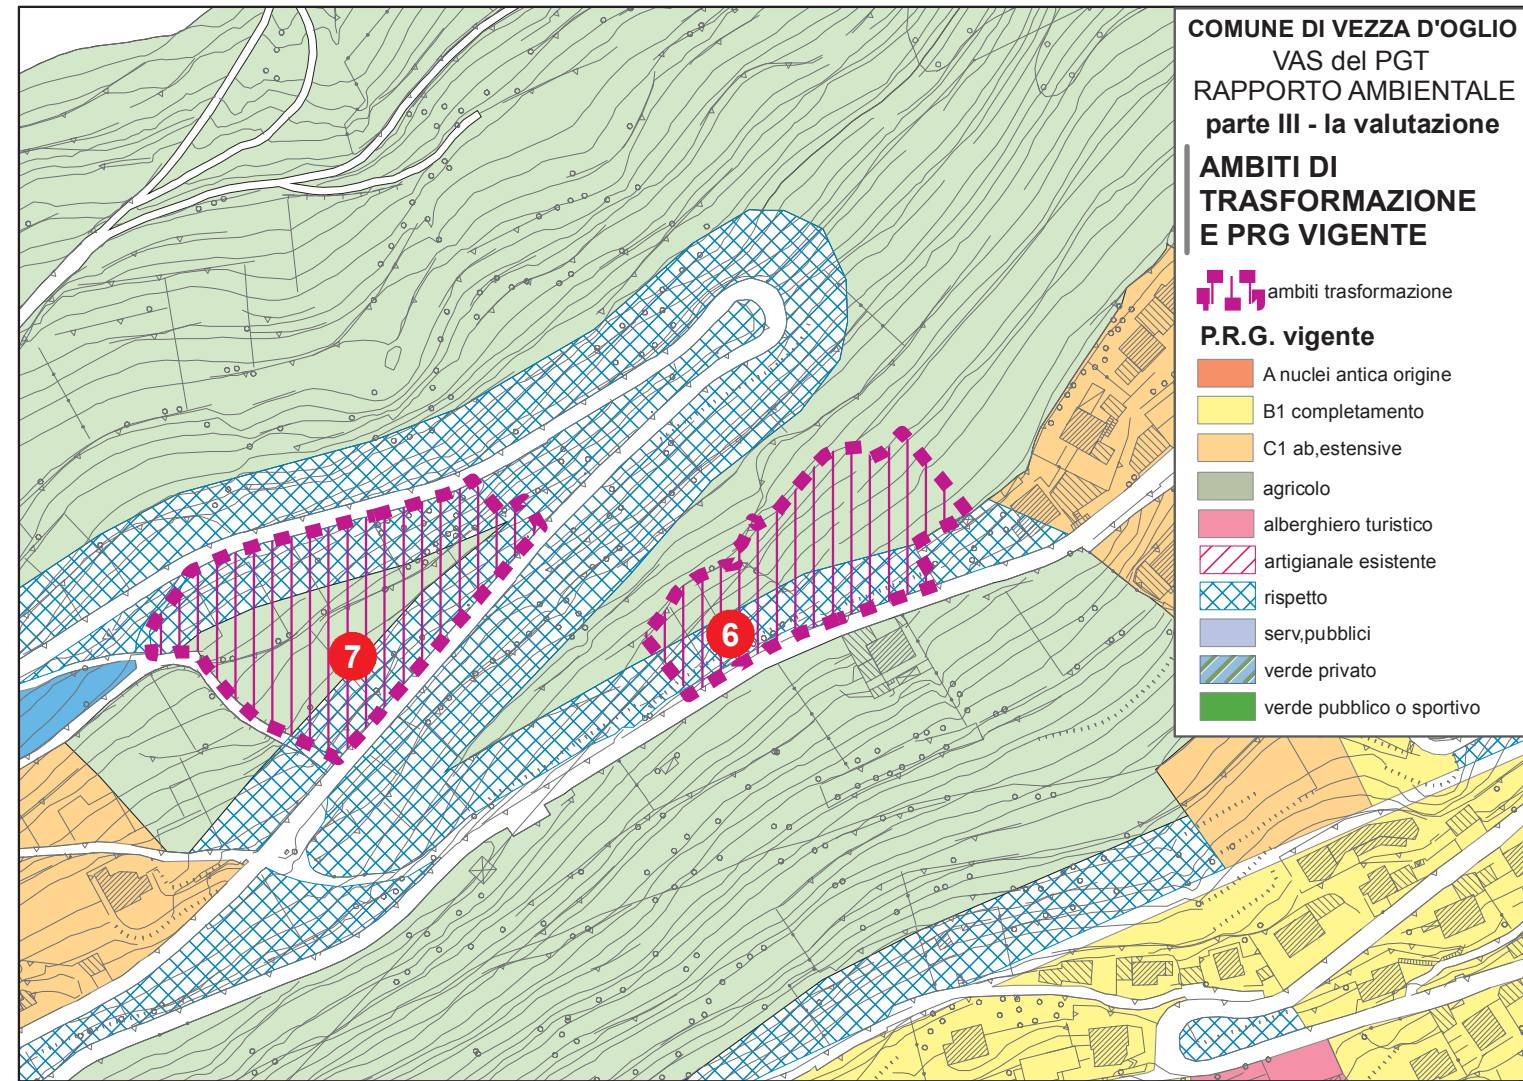 COMUNE DI VEZZA D'OGLIO
VAS del PGT
RAPPORTO AMBIENTALE
parte III - la valutazione
AMBITI DI
TRASFORMAZIONE
E PRG VIGENTE
ambiti trasformazione
P.R.G. vigente
A nuclei antica origine
B1 completamento
C1 ab,estensive
agricolo
alberghiero turistico
artigianale esistente
rispetto
serv,pubblici
verde privato
verde pubblico o sportivo
6
7